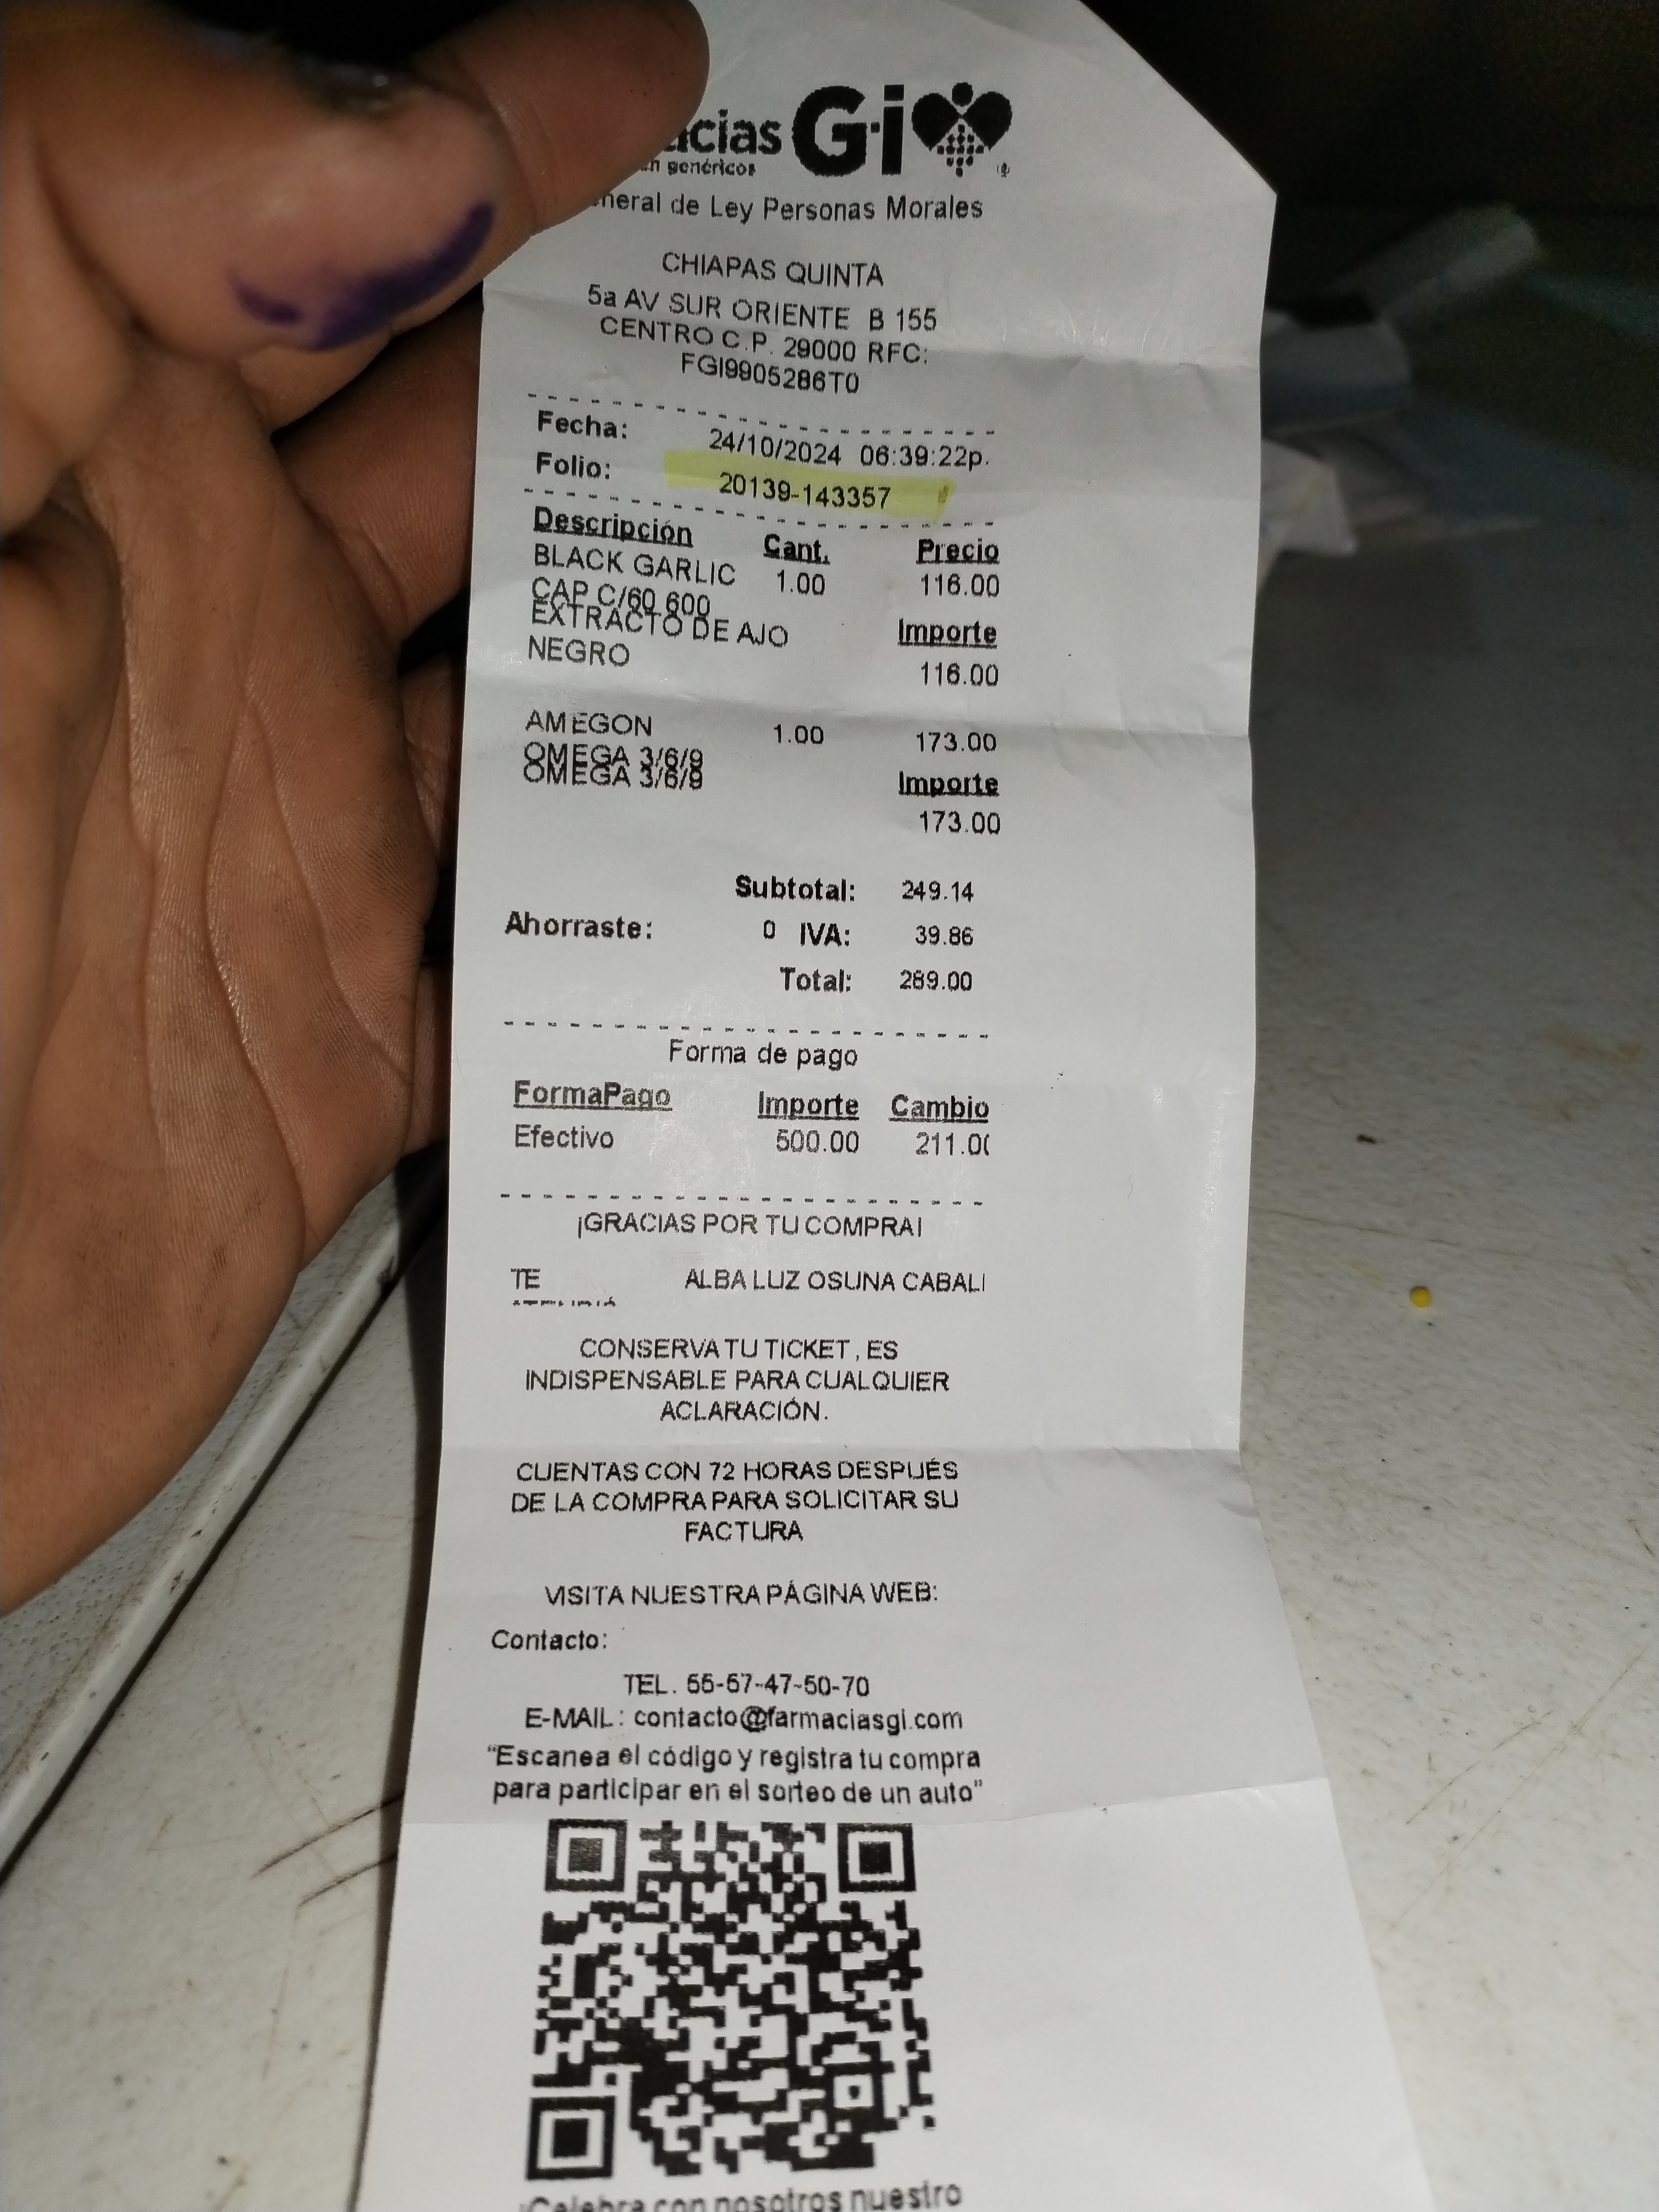 Gi
genéricos
de Ley Personas Morales
CHIAPAS QUINTA
5a AV SUR ORIENTE B 155
CENTRO C.P. 29000 RFC:
FGI9905286T0
Fecha: 24/10/2024 06:39:22p.
Folio: 20139-143357
Descripción Cant. Precio
BLACK GARLIC 1.00 116.00
CAP C/60 600
EXTRACTO DE AJO Importe
NEGRO 116.00
AMEGON 1.00 173.00
OMEGA 3/6/9
OMEGA 3/6/9 Importe
173.00
Subtotal: 249.14
Ahorraste: 0 IVA: 39.86
Total: 289.00
Forma de pago
FormaPago Importe Cambio
Efectivo 500.00 211.0
¡GRACIAS POR TU COMPRA!
TE ALBA LUZ OSUNA CABAL
CONSERVA TU TICKET, ES
INDISPENSABLE PARA CUALQUIER
ACLARACIÓN.
CUENTAS CON 72 HORAS DESPUÉS
DE LA COMPRA PARA SOLICITAR SU
FACTURA
VISITA NUESTRA PÁGINA WEB:
Contacto:
TEL. 55-57-47-50-70
E-MAIL: contacto@farmaciasgi.com
"Escanea el código y registra tu compra
para participar en el sorteo de un auto"
¡Celebra con nosotros nuestro